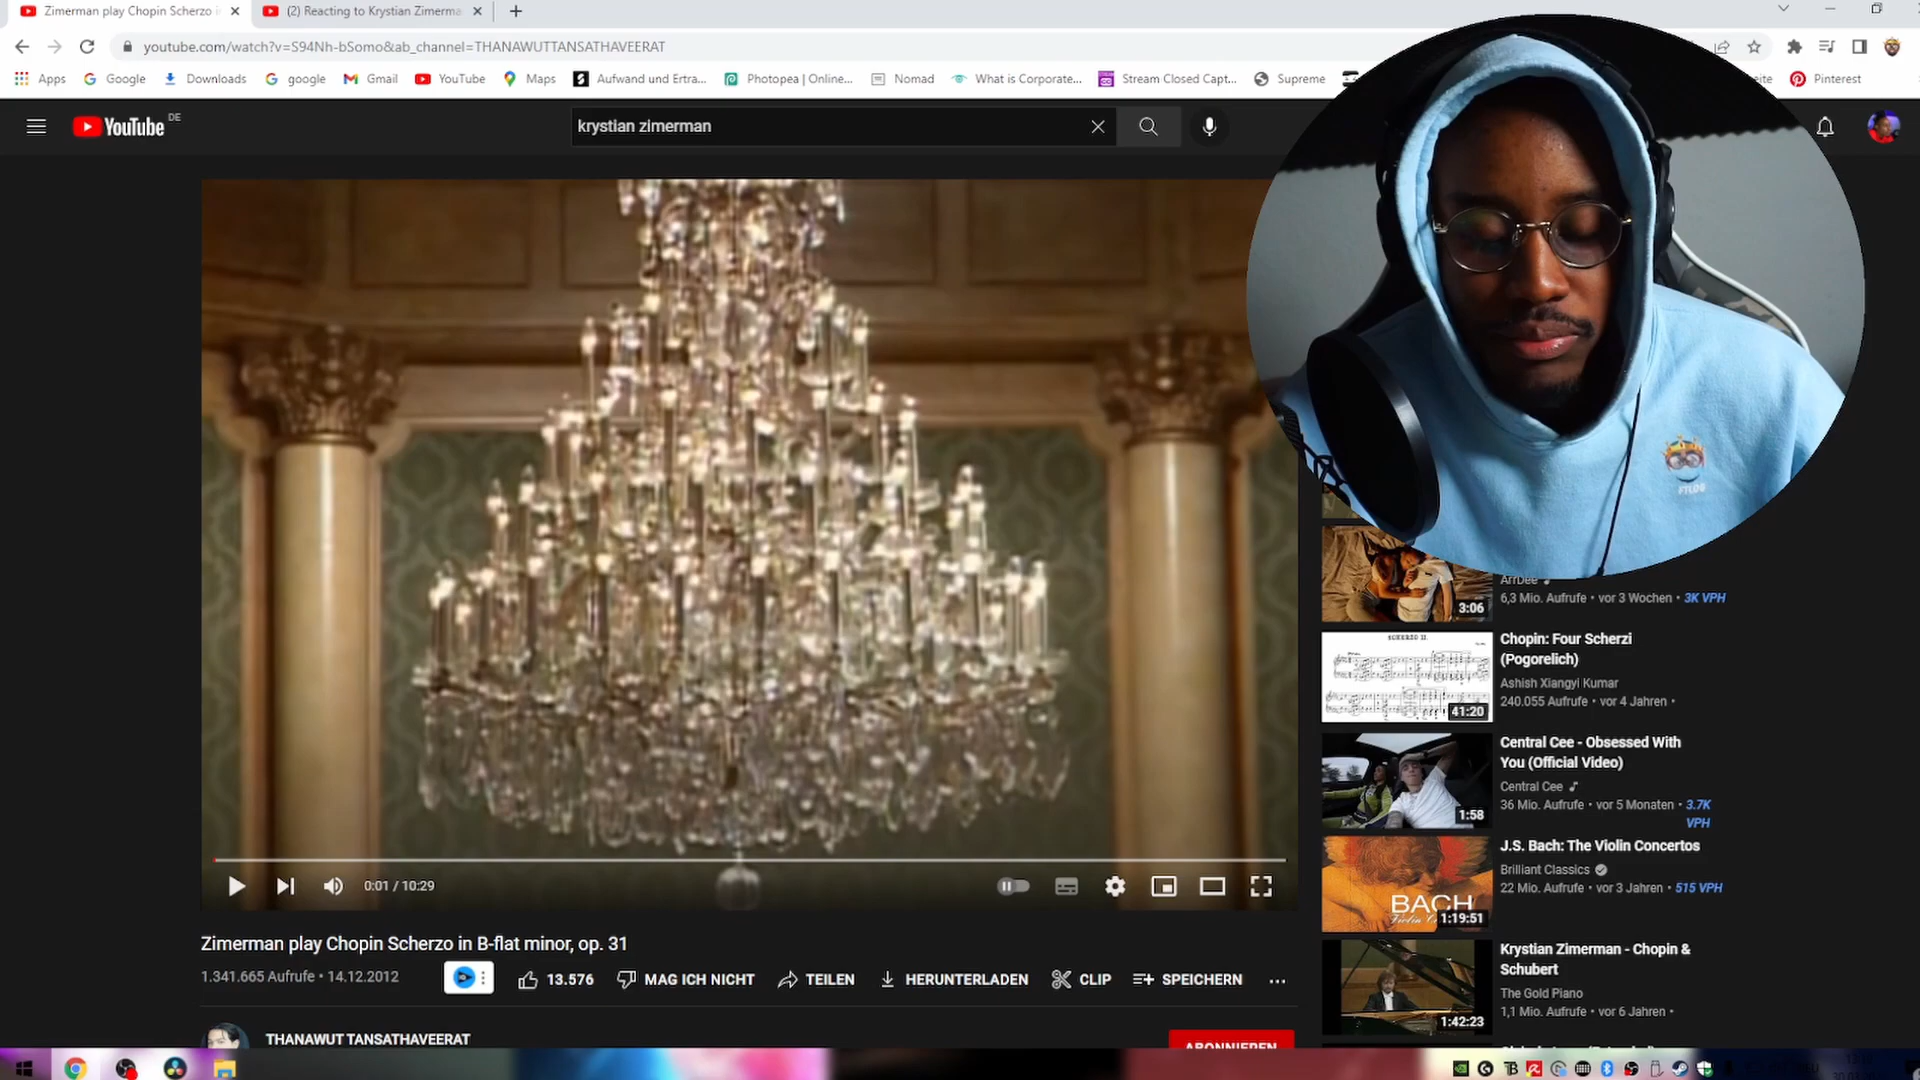 Zimerman play Chopin Scherzo in
(2) Reacting to Krystian Zimerma
youtube.com/watch?v=S94Nh-bSomo&ab_channel=THANAWUTTANSATHAVEERAT
Apps Google Downloads google Gmail YouTube Maps Aufwand und Ertra... Photopea | Online... Nomad What is Corporate... Stream Closed Capt... Supreme Pinterest
YouTube DE
krystian zimerman
FTLOG
ArrDee
6,3 Mio. Aufrufe • vor 3 Wochen • 3K VPH
3:06
SCHERZO II.
41:20
Chopin: Four Scherzi
(Pogorelich)
Ashish Xiangyi Kumar
240.055 Aufrufe • vor 4 Jahren •
Central Cee - Obsessed With
You (Official Video)
Central Cee
36 Mio. Aufrufe • vor 5 Monaten • 3.7K
VPH
1:58
J.S. Bach: The Violin Concertos
Brilliant Classics
22 Mio. Aufrufe • vor 3 Jahren • 515 VPH
BACH
1:19:51
Krystian Zimerman - Chopin &
Schubert
The Gold Piano
1,1 Mio. Aufrufe • vor 6 Jahren •
1:42:23
0:01 / 10:29
Zimerman play Chopin Scherzo in B-flat minor, op. 31
1.341.665 Aufrufe • 14.12.2012
13.576 MAG ICH NICHT TEILEN HERUNTERLADEN CLIP SPEICHERN ...
THANAWUT TANSATHAVEERAT
ABONNIEREN